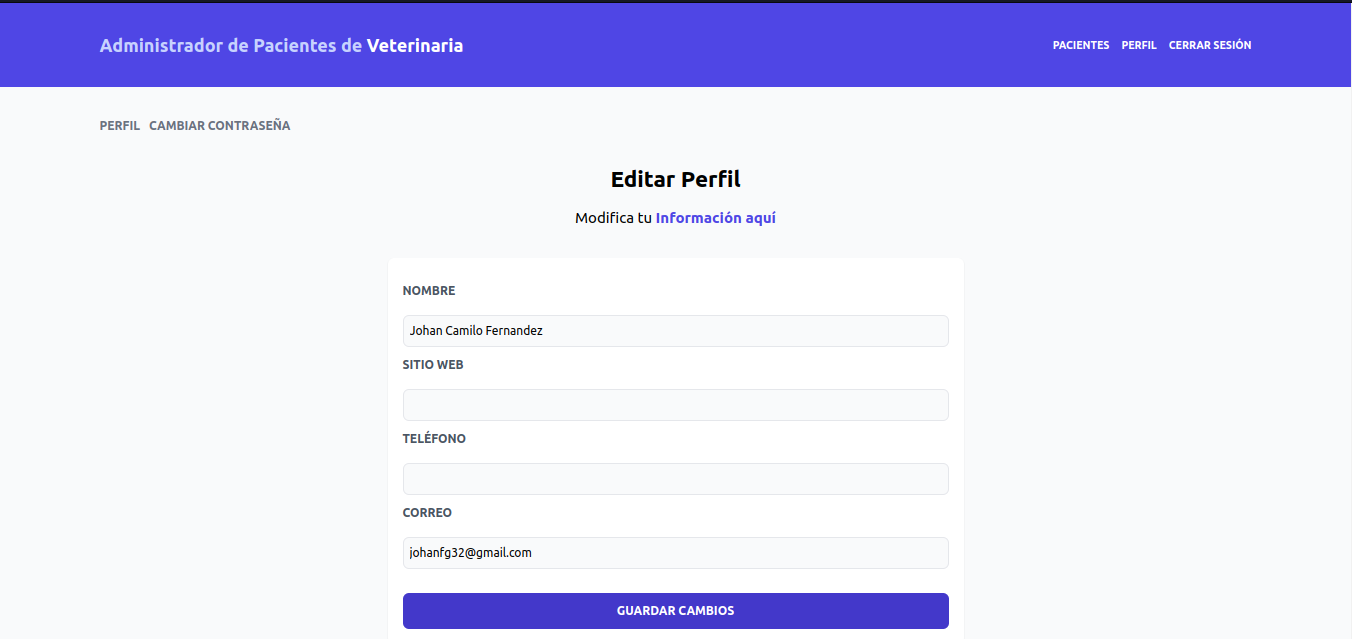 Administrador de Pacientes de Veterinaria
PACIENTES PERFIL CERRAR SESIÓN
PERFIL CAMBIAR CONTRASEÑA
Editar Perfil
Modifica tu Información aquí
NOMBRE
Johan Camilo Fernandez
SITIO WEB
TELÉFONO
CORREO
johanfg32@gmail.com
GUARDAR CAMBIOS